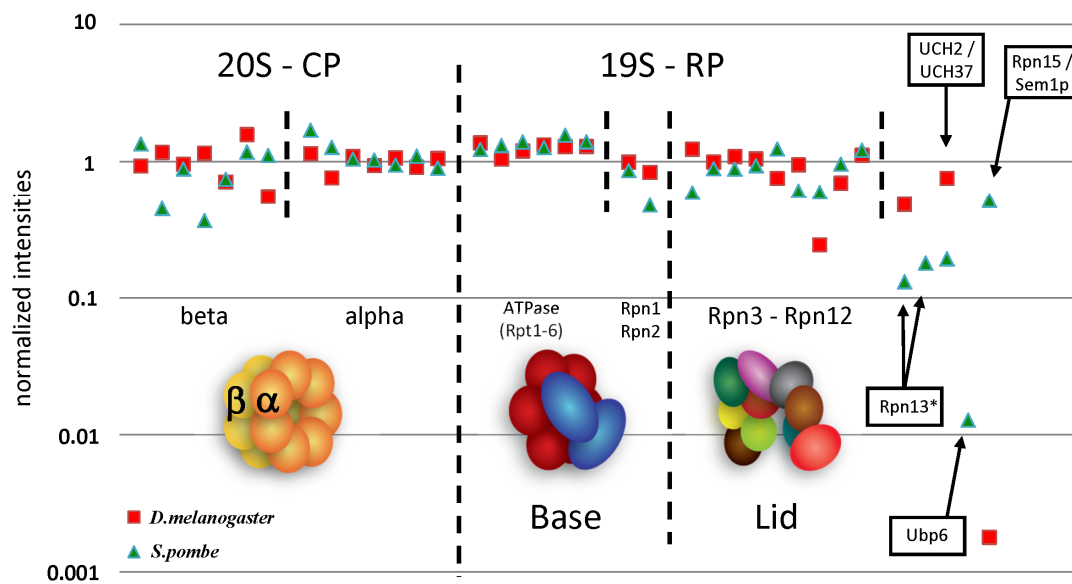 10
20S - CP
19S - RP
UCH2 /
UCH37
Rpn15 /
Sem1p
1
normalized intensities
0.1
beta
alpha
ATPase
(Rpt1-6)
Rpn1
Rpn2
Rpn3 - Rpn12
β α
Rpn13*
0.01
Base
Lid
D.melanogaster
S.pombe
Ubp6
0.001